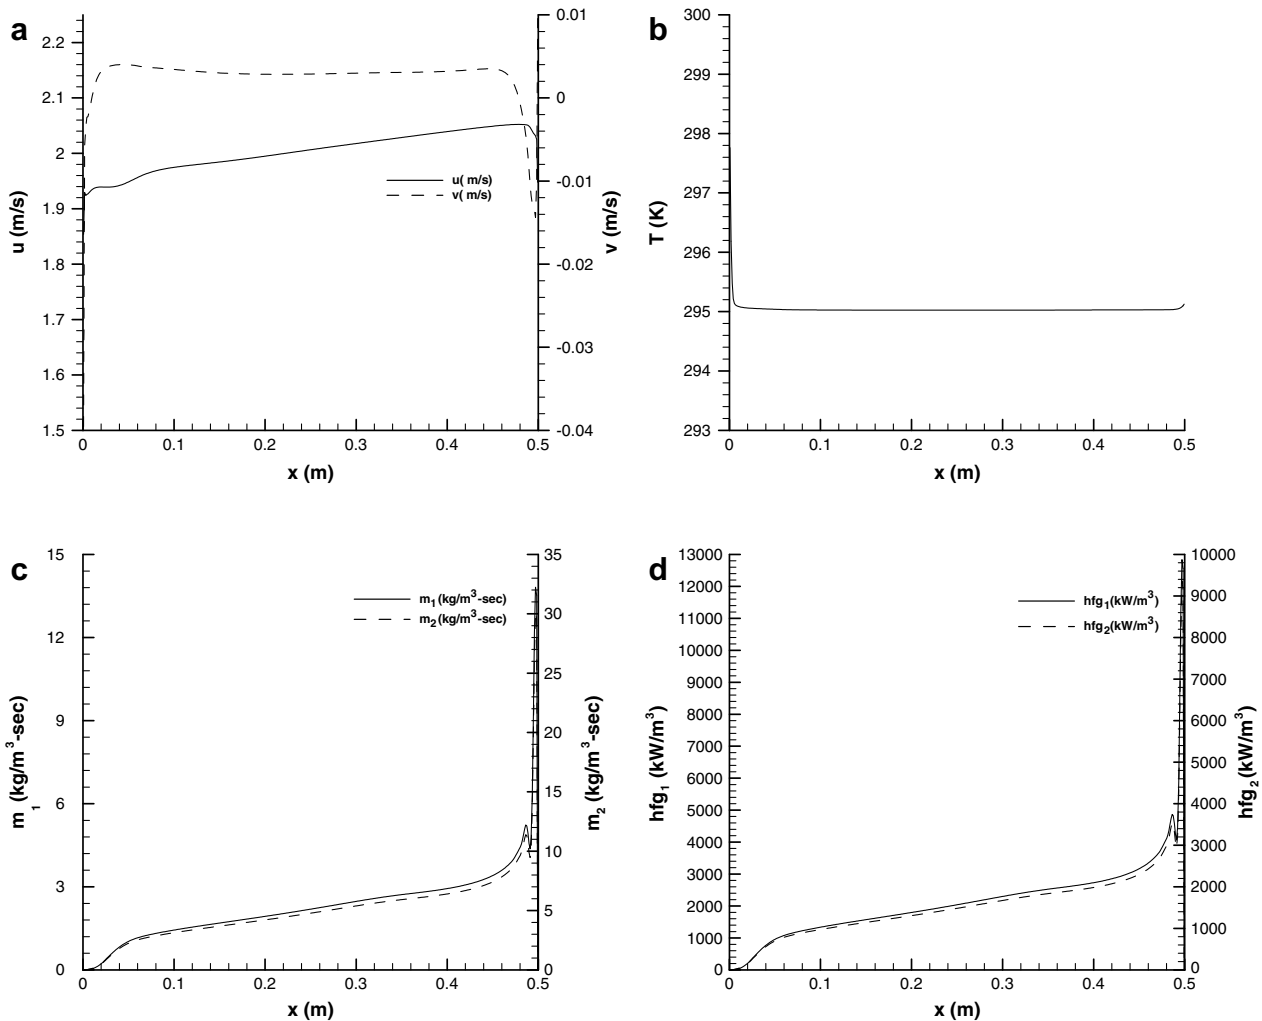 a
2.2
2.1
2
1.9
1.8
1.7
1.6
1.5
u (m/s)
0.01
0
-0.01
-0.02
-0.03
-0.04
v (m/s)
u( m/s)
v( m/s)
0 0.1 0.2 0.3 0.4 0.5
x (m)
b
300
299
298
297
296
295
294
293
T (K)
0 0.1 0.2 0.3 0.4 0.5
x (m)
c
15
12
9
6
3
0
m₁ (kg/m³-sec)
35
30
25
20
15
10
5
0
m₂ (kg/m³-sec)
m₁(kg/m³-sec)
m₂(kg/m³-sec)
0 0.1 0.2 0.3 0.4 0.5
x (m)
d
13000
12000
11000
10000
9000
8000
7000
6000
5000
4000
3000
2000
1000
0
hfg₁ (kW/m³)
10000
9000
8000
7000
6000
5000
4000
3000
2000
1000
0
hfg₂ (kW/m³)
hfg₁(kW/m³)
hfg₂(kW/m³)
0 0.1 0.2 0.3 0.4 0.5
x (m)